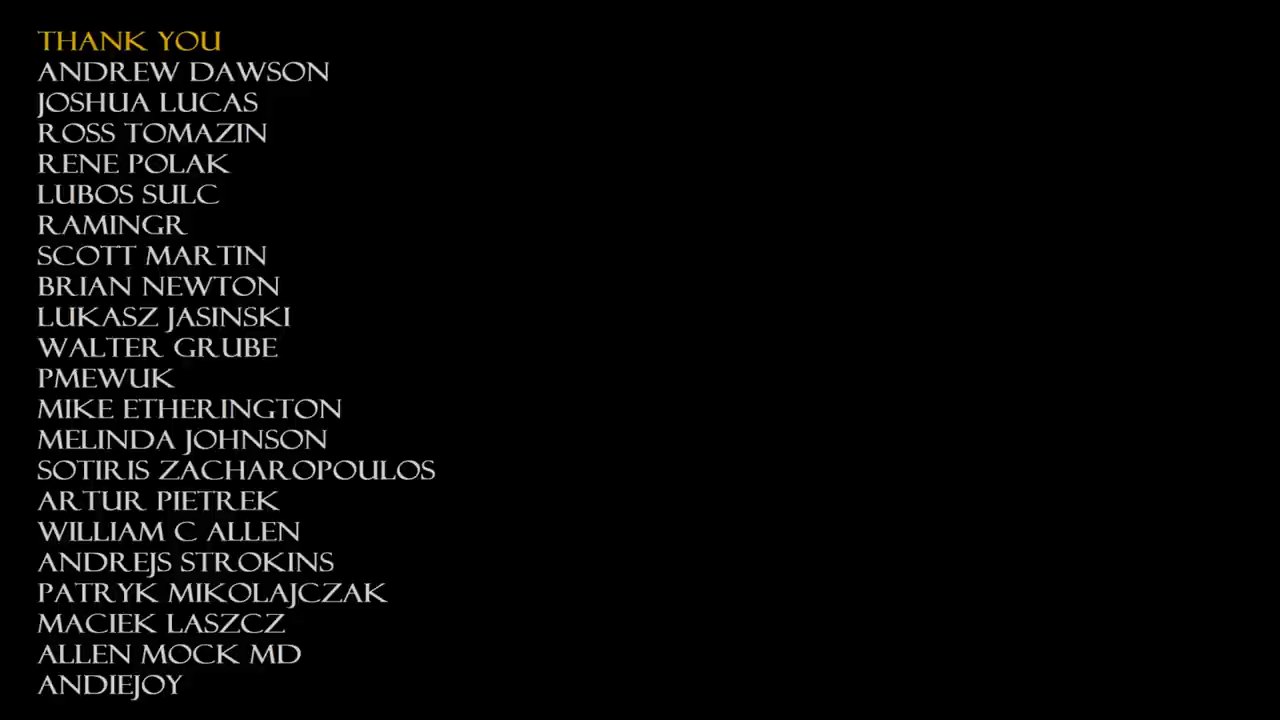 THANK YOU
ANDREW DAWSON
JOSHUA LUCAS
ROSS TOMAZIN
RENE POLAK
LUBOS SULC
RAMINGR
SCOTT MARTIN
BRIAN NEWTON
LUKASZ JASINSKI
WALTER GRUBE
PMEWUK
MIKE ETHERINGTON
MELINDA JOHNSON
SOTIRIS ZACHAROPOULOS
ARTUR PIETREK
WILLIAM C ALLEN
ANDREJS STROKINS
PATRYK MIKOLAJCZAK
MACIEK LASZCZ
ALLEN MOCK MD
ANDIEJOY